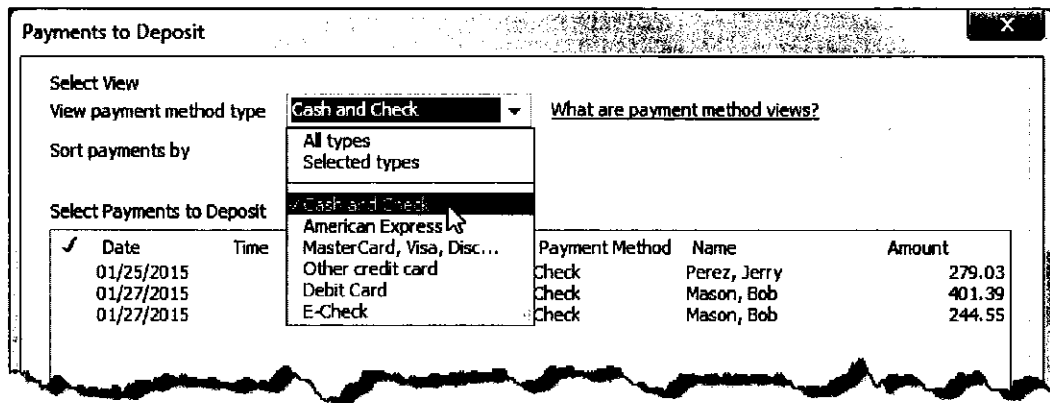 Payments to Deposit X
Select View
View payment method type Cash and Check What are payment method views?
Sort payments by
All types
Selected types
✓ Cash and Check
American Express
MasterCard, Visa, Disc...
Other credit card
Debit Card
E-Check
Select Payments to Deposit
✓ Date Time Payment Method Name Amount
01/25/2015 Check Perez, Jerry 279.03
01/27/2015 Check Mason, Bob 401.39
01/27/2015 Check Mason, Bob 244.55